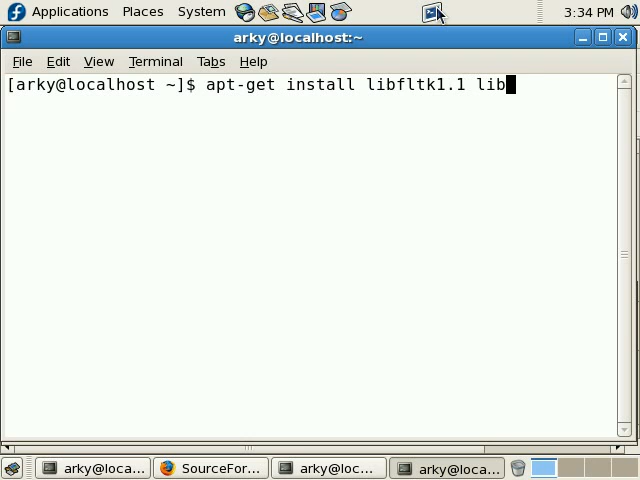 Applications Places System 3:34 PM
arky@localhost:~
File Edit View Terminal Tabs Help
[arky@localhost ~]$ apt-get install libfltk1.1 lib
arky@loca... SourceFor... arky@loc... arky@loca...